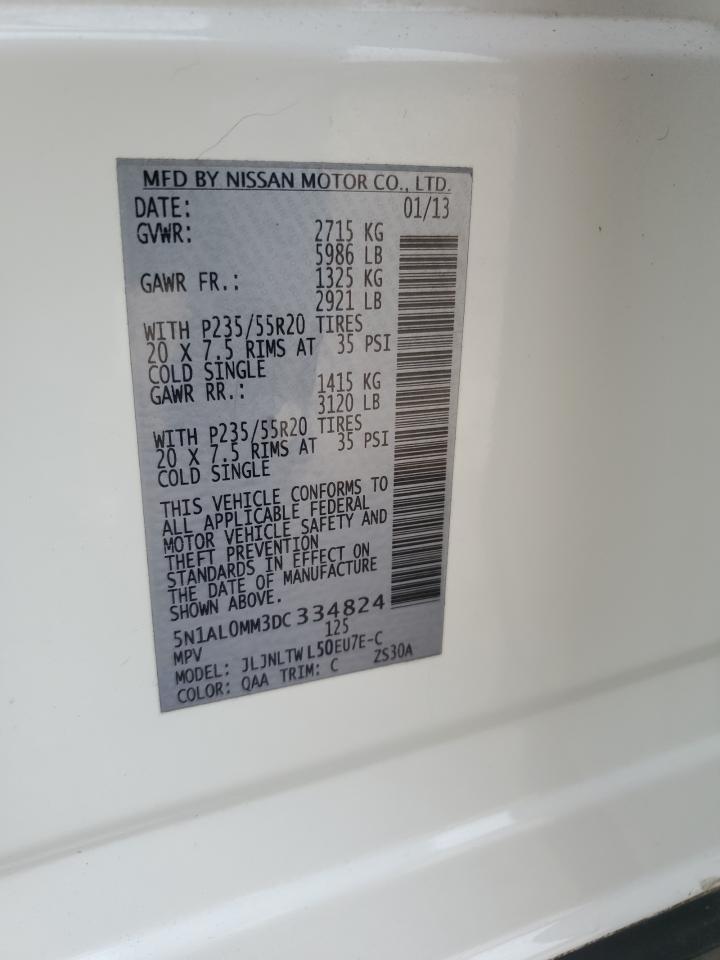 MFD BY NISSAN MOTOR CO., LTD.
DATE: 01/13
GVWR: 2715 KG
5986 LB
GAWR FR.: 1325 KG
2921 LB
WITH P235/55R20 TIRES
20 X 7.5 RIMS AT 35 PSI
COLD SINGLE
GAWR RR.: 1415 KG
3120 LB
WITH P235/55R20 TIRES
20 X 7.5 RIMS AT 35 PSI
COLD SINGLE
THIS VEHICLE CONFORMS TO
ALL APPLICABLE FEDERAL
MOTOR VEHICLE SAFETY AND
THEFT PREVENTION
STANDARDS IN EFFECT ON
THE DATE OF MANUFACTURE
SHOWN ABOVE.
5N1AL0MM3DC334824
MPV 125
MODEL: JLJNLTWL50EU7E-C
COLOR: QAA TRIM: C ZS30A